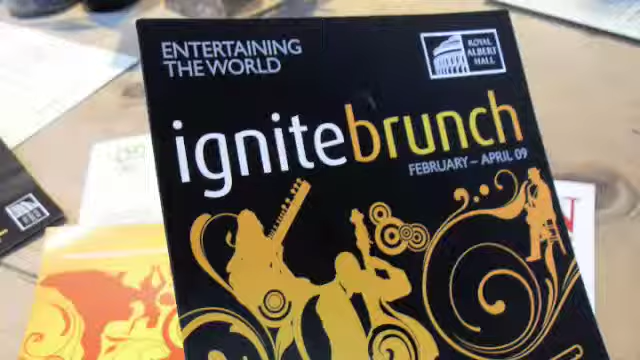 ENTERTAINING
THE WORLD
ROYAL
ALBERT
HALL
ignitebrunch
FEBRUARY – APRIL 09